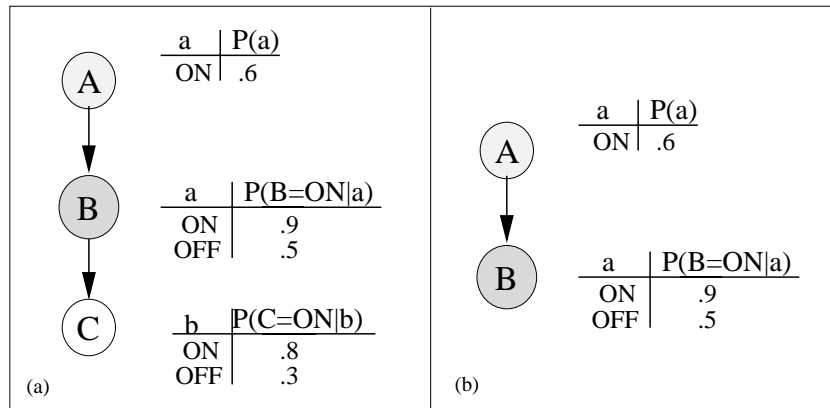 a P(a)
ON .6
A
a P(B=ON|a)
ON .9
OFF .5
B
b P(C=ON|b)
ON .8
OFF .3
C
(a)
a P(a)
ON .6
A
a P(B=ON|a)
ON .9
OFF .5
B
(b)